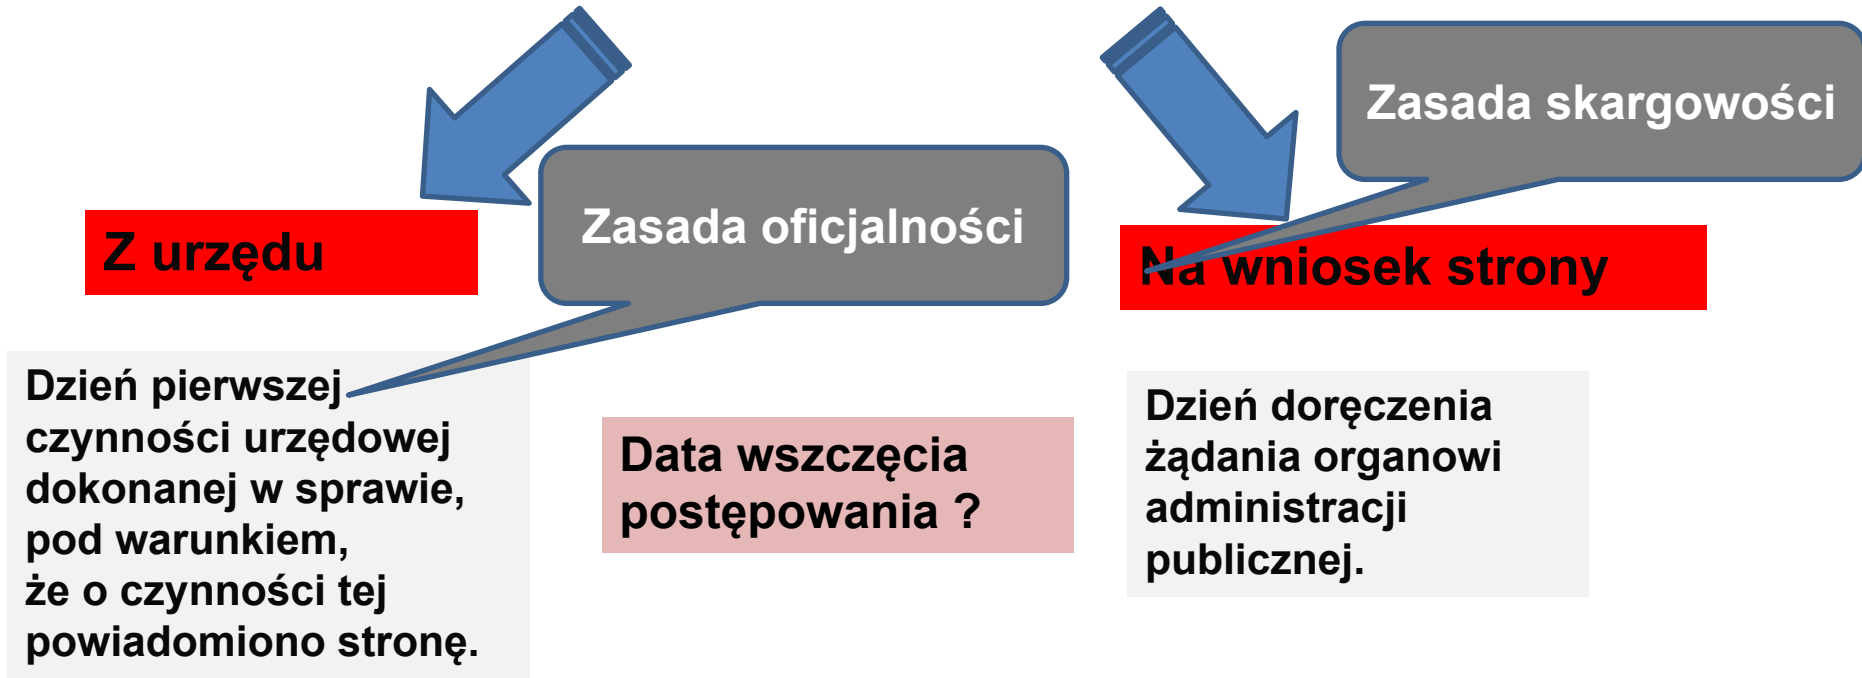 Zasada skargowości
Zasada oficjalności
Z urzędu
Na wniosek strony
Dzień pierwszej
czynności urzędowej
dokonanej w sprawie,
pod warunkiem,
że o czynności tej
powiadomiono stronę.
Data wszczęcia
postępowania ?
Dzień doręczenia
żądania organowi
administracji
publicznej.